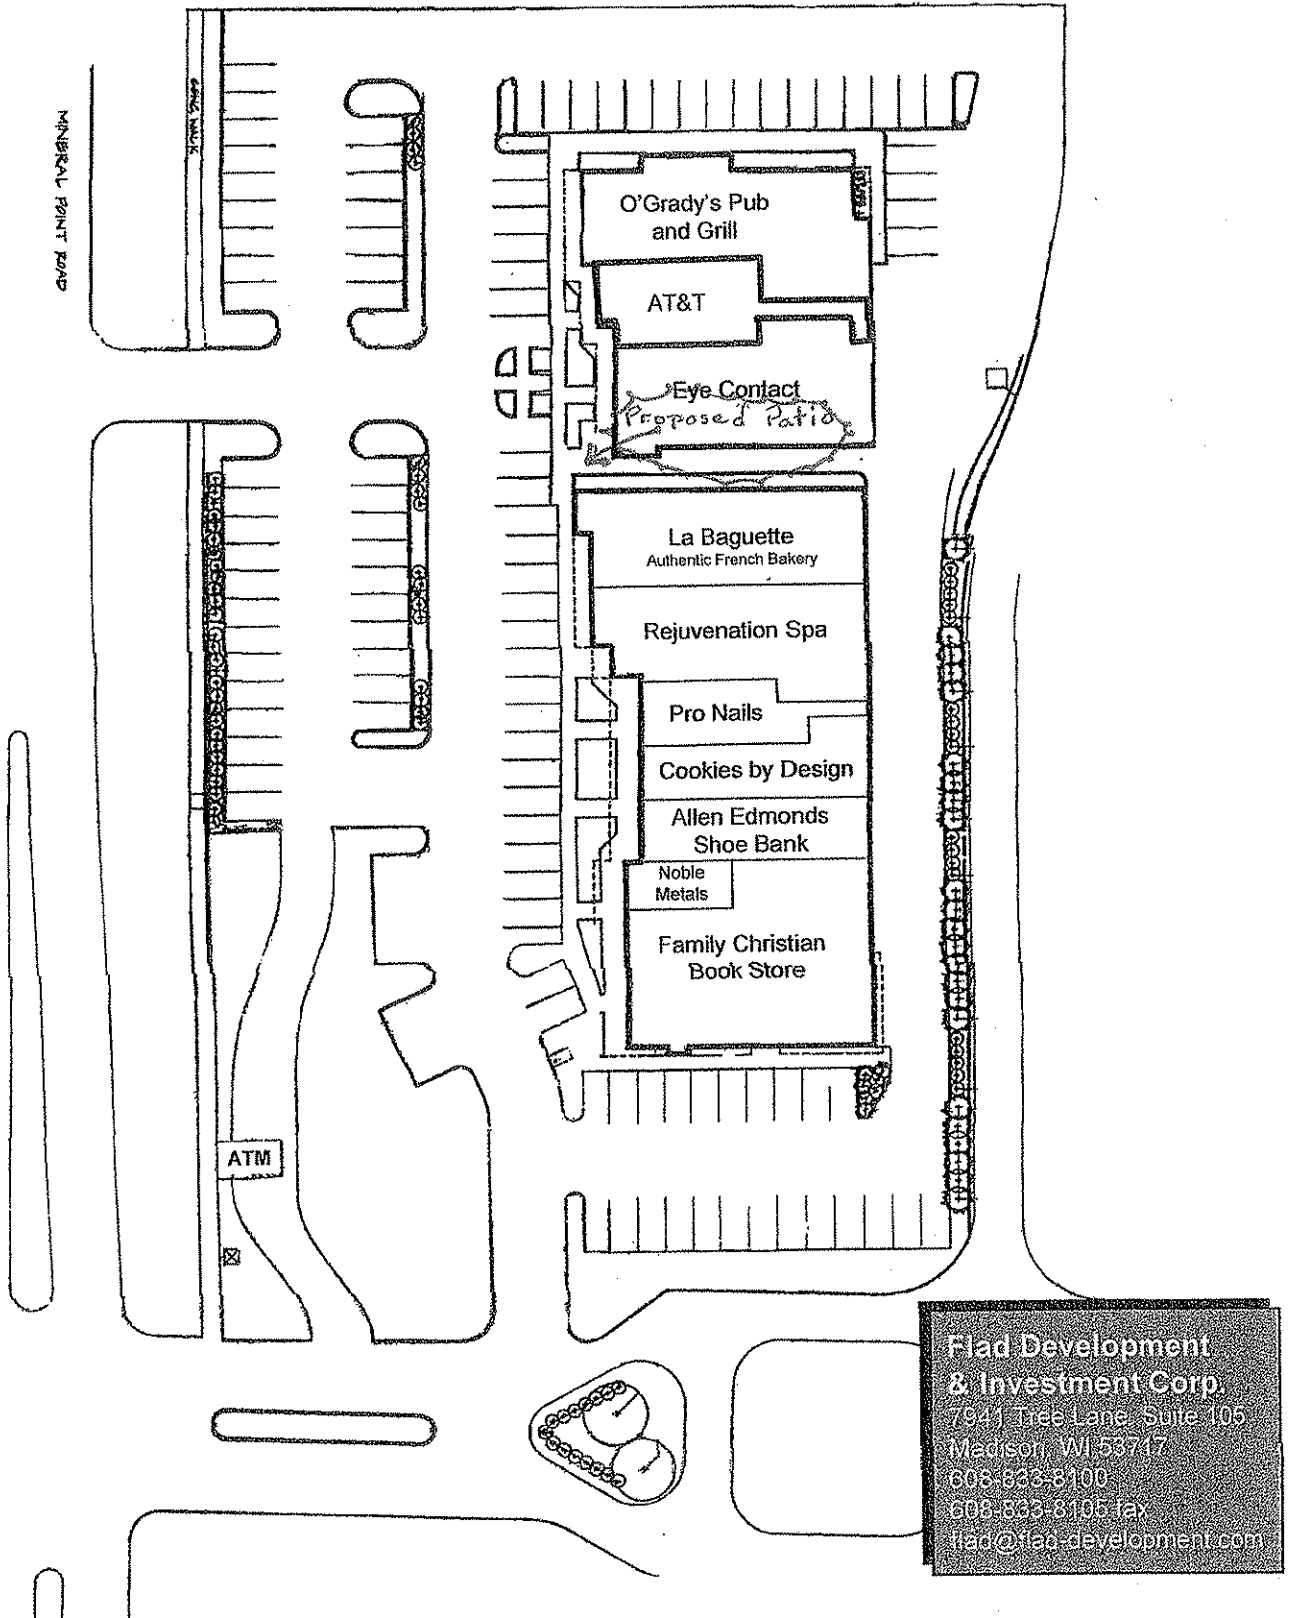 MINERAL POINT ROAD
O'Grady's Pub
and Grill
AT&T
Eye Contact
Proposed Patio
La Baguette
Authentic French Bakery
Rejuvenation Spa
Pro Nails
Cookies by Design
Allen Edmonds
Shoe Bank
Noble
Metals
Family Christian
Book Store
ATM
Flad Development
& Investment Corp.
7941 Tree Lane, Suite 105
Madison, WI 53717
608-833-8100
608-833-8105 fax
flad@flad-development.com